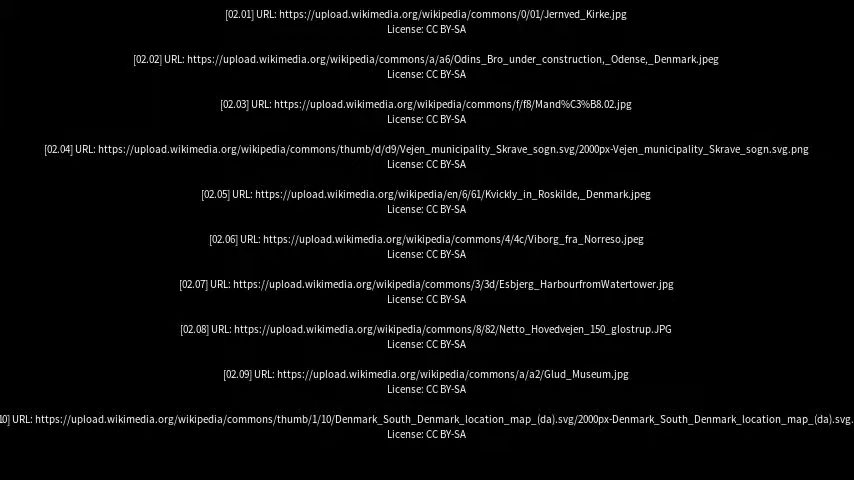 [02.01] URL: https://upload.wikimedia.org/wikipedia/commons/0/01/Jernved_Kirke.jpg
License: CC BY-SA
[02.02] URL: https://upload.wikimedia.org/wikipedia/commons/a/a6/Odins_Bro_under_construction,_Odense,_Denmark.jpeg
License: CC BY-SA
[02.03] URL: https://upload.wikimedia.org/wikipedia/commons/f/f8/Mand%C3%B8.02.jpg
License: CC BY-SA
[02.04] URL: https://upload.wikimedia.org/wikipedia/commons/thumb/d/d9/Vejen_municipality_Skrave_sogn.svg/2000px-Vejen_municipality_Skrave_sogn.svg.png
License: CC BY-SA
[02.05] URL: https://upload.wikimedia.org/wikipedia/en/6/61/Kvickly_in_Roskilde,_Denmark.jpeg
License: CC BY-SA
[02.06] URL: https://upload.wikimedia.org/wikipedia/commons/4/4c/Viborg_fra_Norreso.jpeg
License: CC BY-SA
[02.07] URL: https://upload.wikimedia.org/wikipedia/commons/3/3d/Esbjerg_HarbourfromWatertower.jpg
License: CC BY-SA
[02.08] URL: https://upload.wikimedia.org/wikipedia/commons/8/82/Netto_Hovedvejen_150_glostrup.JPG
License: CC BY-SA
[02.09] URL: https://upload.wikimedia.org/wikipedia/commons/a/a2/Glud_Museum.jpg
License: CC BY-SA
10] URL: https://upload.wikimedia.org/wikipedia/commons/thumb/1/10/Denmark_South_Denmark_location_map_(da).svg/2000px-Denmark_South_Denmark_location_map_(da).svg.
License: CC BY-SA